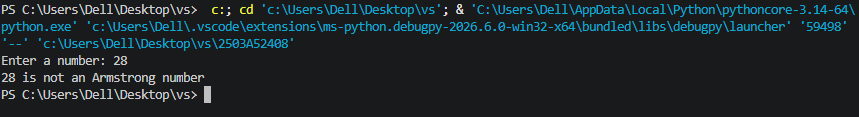 PS C:\Users\Dell\Desktop\vs>  c:; cd 'c:\Users\Dell\Desktop\vs'; & 'C:\Users\Dell\AppData\Local\Python\pythoncore-3.14-64\
python.exe' 'c:\Users\Dell\.vscode\extensions\ms-python.debugpy-2026.6.0-win32-x64\bundled\libs\debugpy\launcher' '59498'
'--' 'c:\Users\Dell\Desktop\vs\2503A52408'
Enter a number: 28
28 is not an Armstrong number
PS C:\Users\Dell\Desktop\vs>